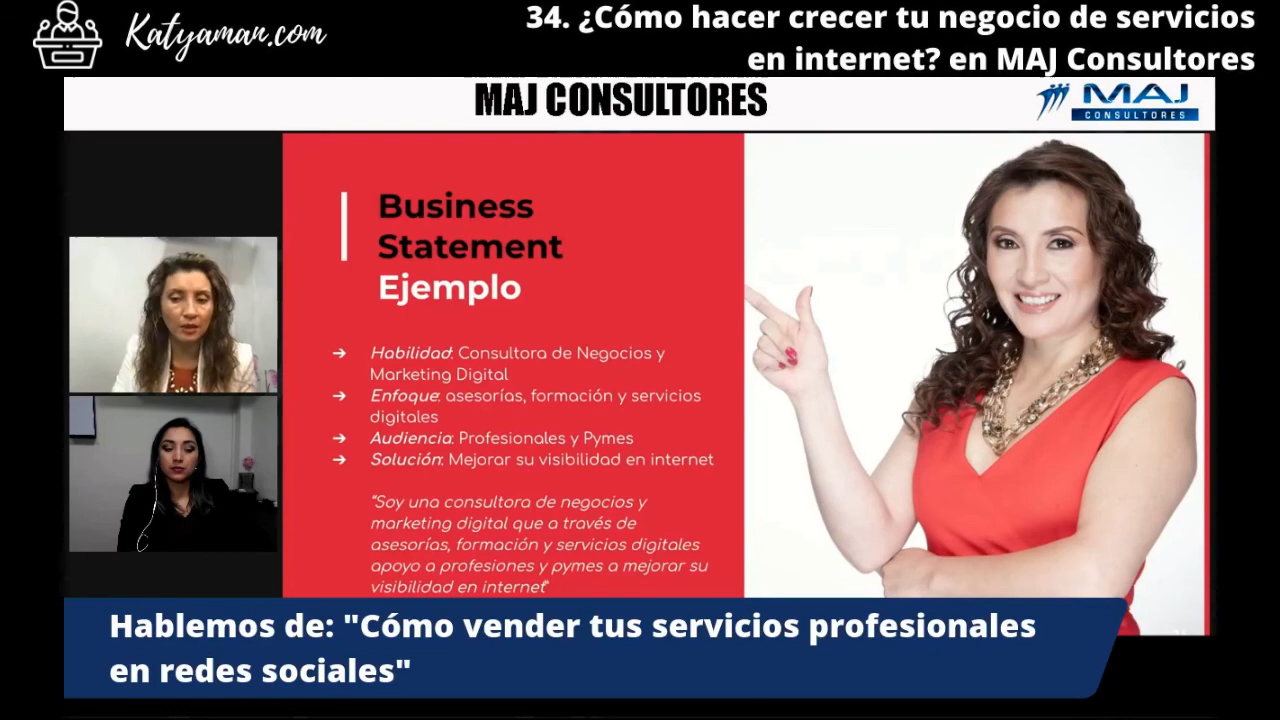 Katyaman.com
34. ¿Cómo hacer crecer tu negocio de servicios
en internet? en MAJ Consultores
MAJ CONSULTORES
MAJ
CONSULTORES
Business
Statement
Ejemplo
➔ Habilidad: Consultora de Negocios y
Marketing Digital
➔ Enfoque: asesorías, formación y servicios
digitales
➔ Audiencia: Profesionales y Pymes
➔ Solución: Mejorar su visibilidad en internet
“Soy una consultora de negocios y
marketing digital que a través de
asesorías, formación y servicios digitales
apoyo a profesiones y pymes a mejorar su
visibilidad en internet"
Hablemos de: "Cómo vender tus servicios profesionales
en redes sociales"